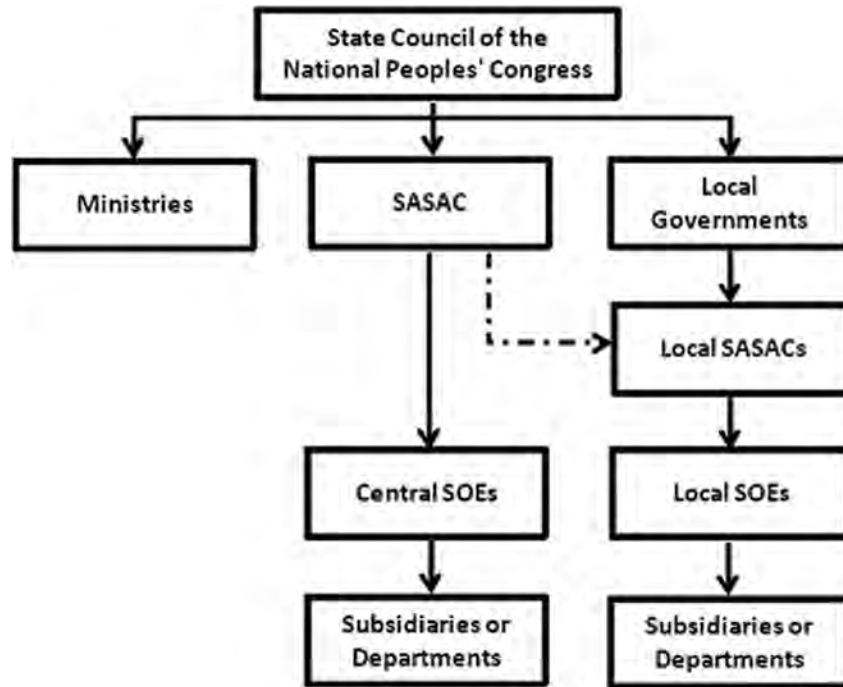 State Council of the
National Peoples' Congress
Ministries
SASAC
Local
Governments
Local SASACs
Central SOEs
Local SOEs
Subsidiaries or
Departments
Subsidiaries or
Departments